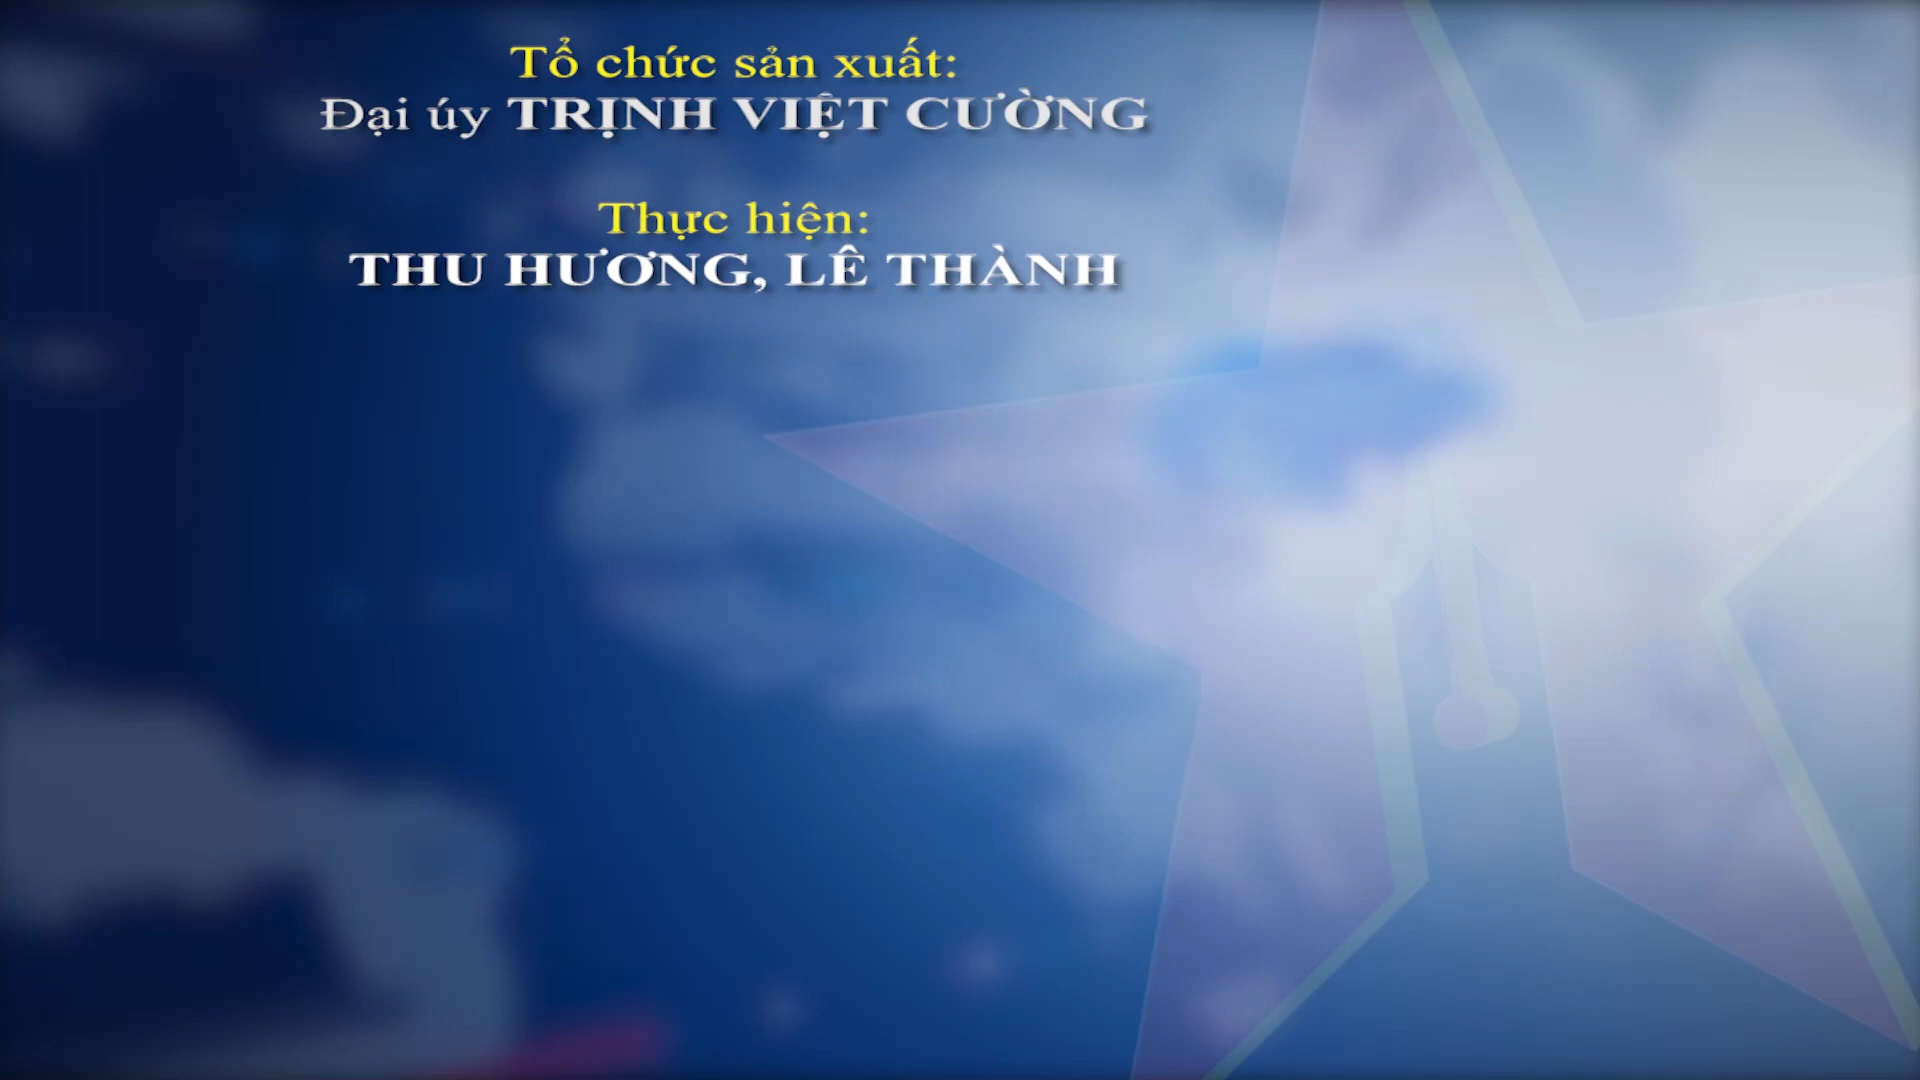 Tổ chức sản xuất:
Đại úy TRỊNH VIỆT CƯỜNG
Thực hiện:
THU HƯƠNG, LÊ THÀNH